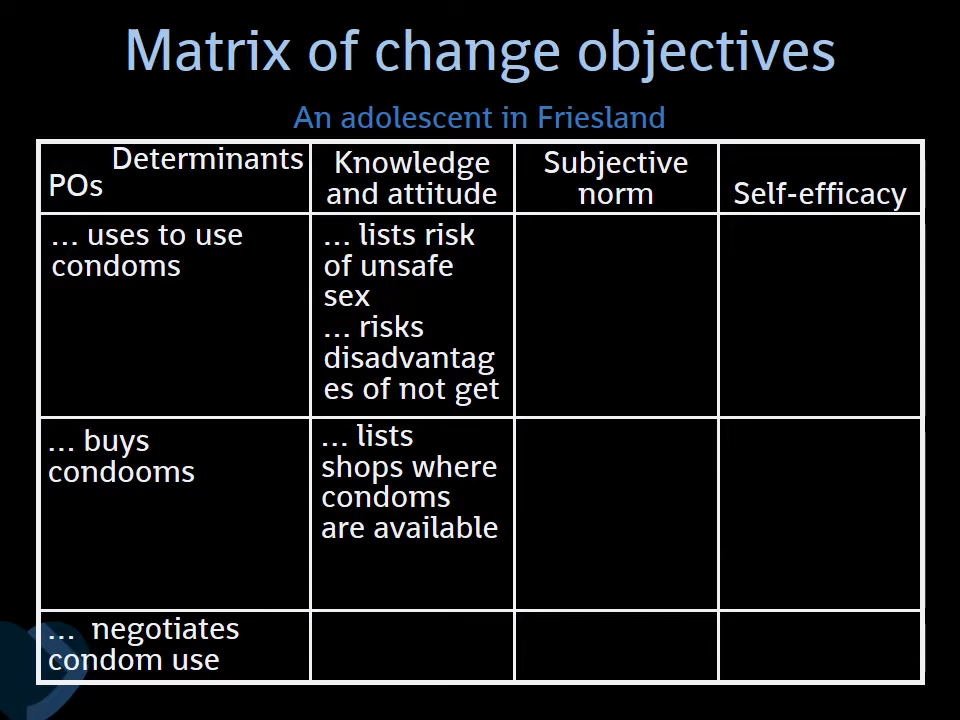 Matrix of change objectives
An adolescent in Friesland
Determinants
POs
Knowledge
and attitude
Subjective
norm
Self-efficacy
... uses to use
condoms
... lists risk
of unsafe
sex
... risks
disadvantag
es of not get
... buys
condooms
... lists
shops where
condoms
are available
... negotiates
condom use